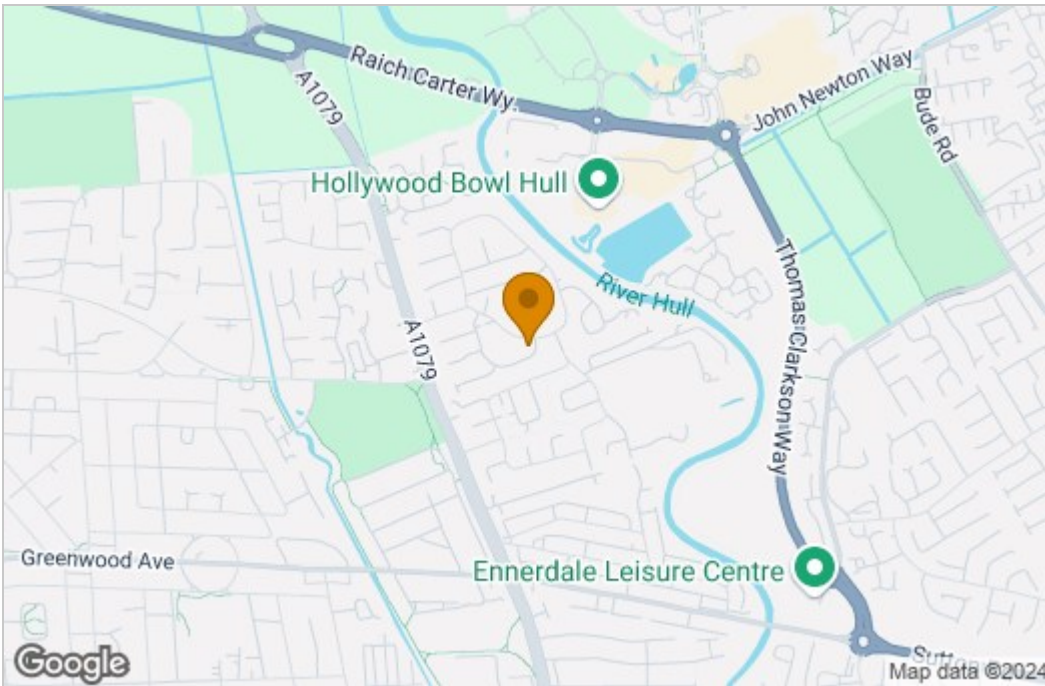 Raich Carter Wy.
A1079
John Newton Way
Bude Rd
Hollywood Bowl Hull
River Hull
Thomas Clarkson Way
A1079
Greenwood Ave
Ennerdale Leisure Centre
Google
Map data ©2024